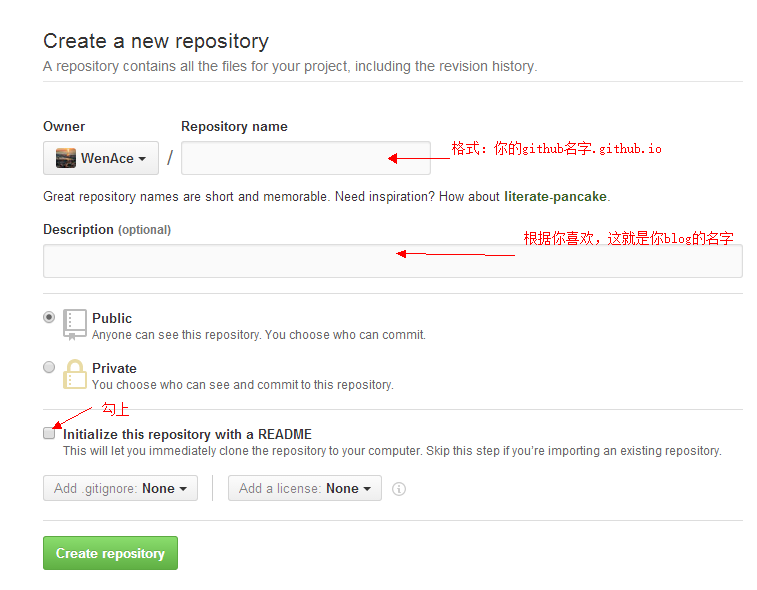 Create a new repository
A repository contains all the files for your project, including the revision history.
Owner
Repository name
WenAce
/
格式: 你的github名字.github.io
Great repository names are short and memorable. Need inspiration? How about literate-pancake.
Description (optional)
根据你喜欢, 这就是你blog的名字
Public
Anyone can see this repository. You choose who can commit.
Private
You choose who can see and commit to this repository.
勾上
Initialize this repository with a README
This will let you immediately clone the repository to your computer. Skip this step if you're importing an existing repository.
Add .gitignore: None
Add a license: None
Create repository